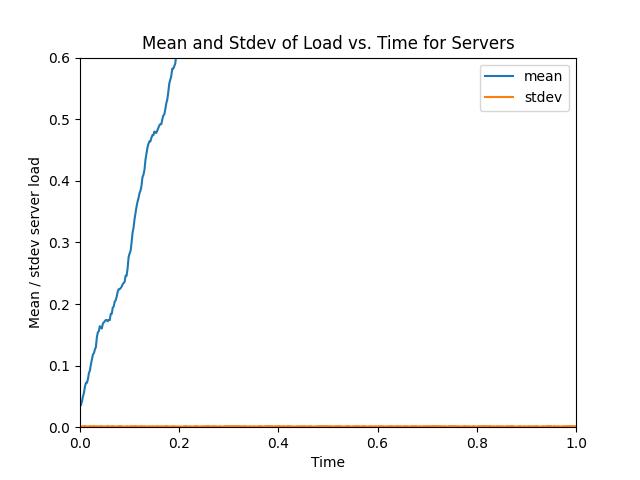 Mean and Stdev of Load vs. Time for Servers
mean
stdev
Mean / stdev server load
0.6
0.5
0.4
0.3
0.2
0.1
0.0
0.0 0.2 0.4 0.6 0.8 1.0
Time